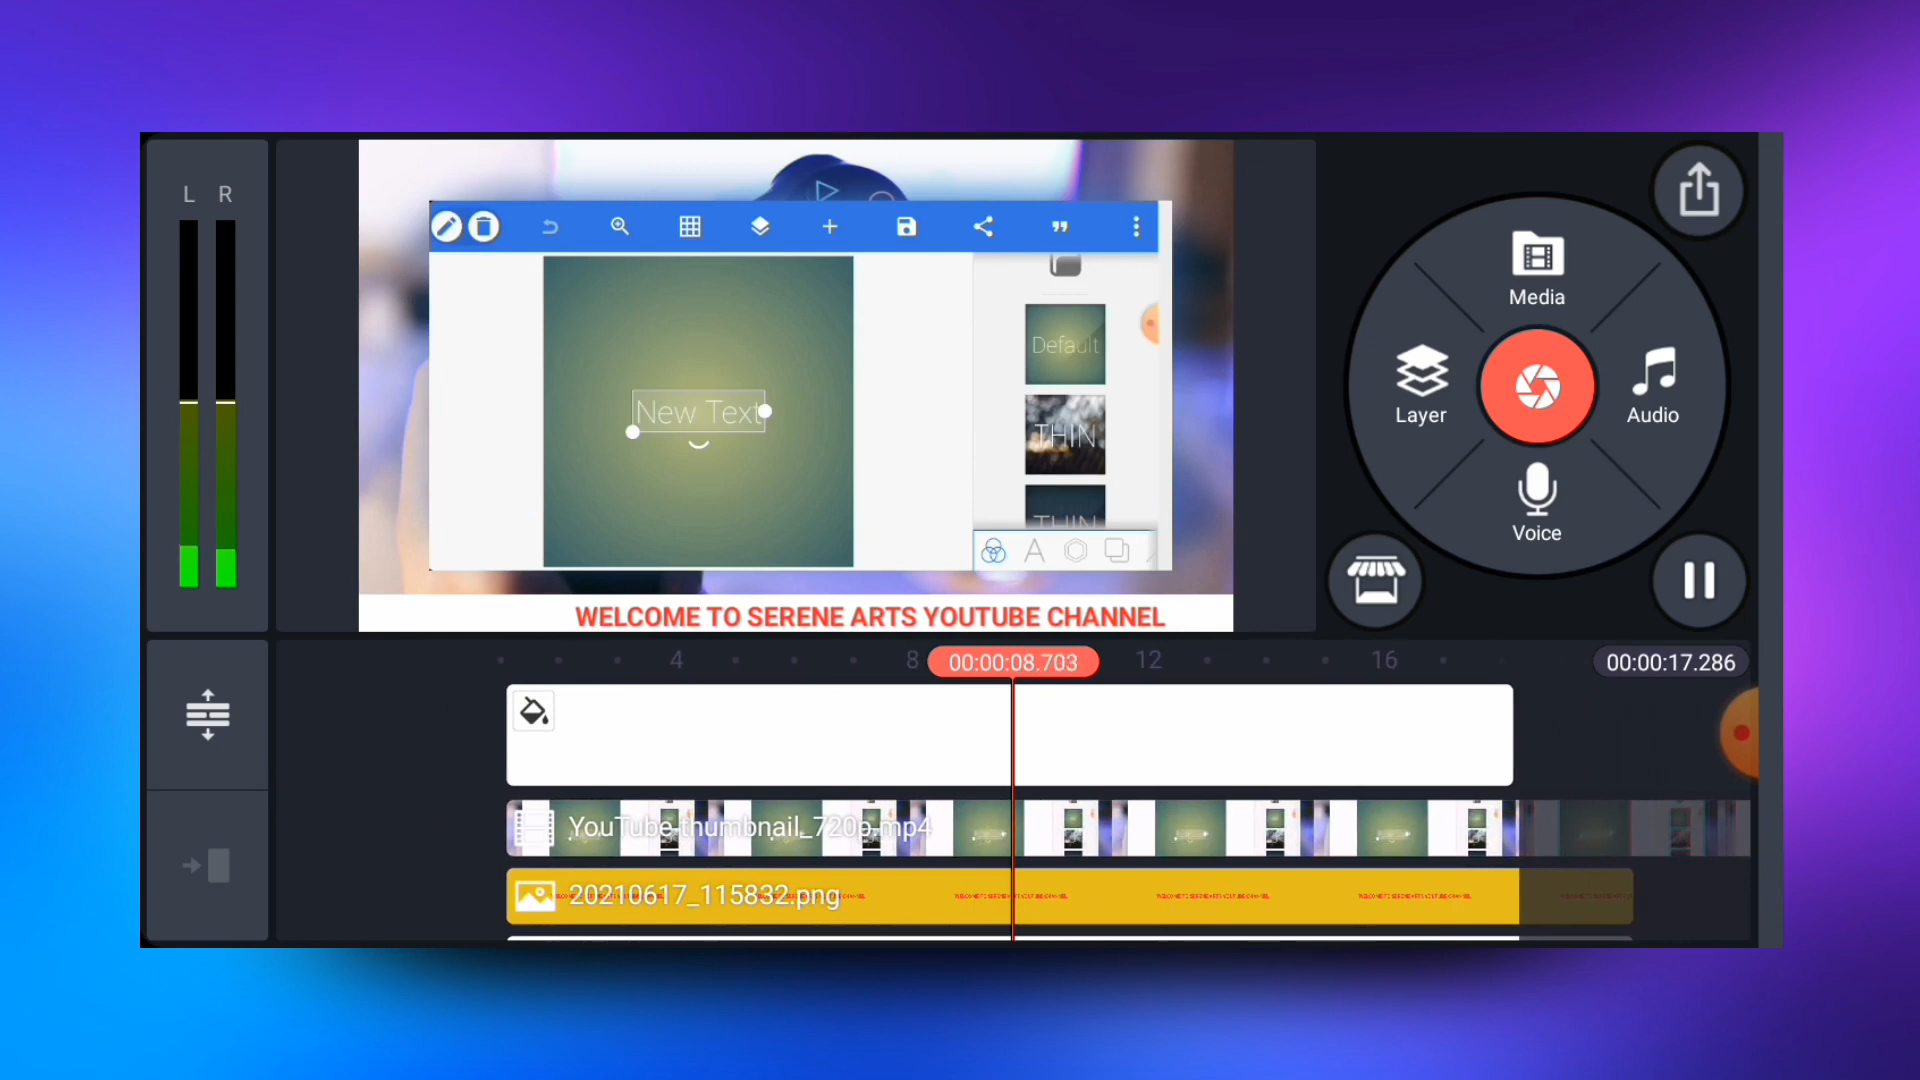 L R
New Text
Default
THIN
THIN
WELCOME TO SERENE ARTS YOUTUBE CHANNEL
Media
Layer
Audio
Voice
4
8
00:00:08.703
12
16
00:00:17.286
YouTube thumbnail_720p.mp4
20210617_115832.png